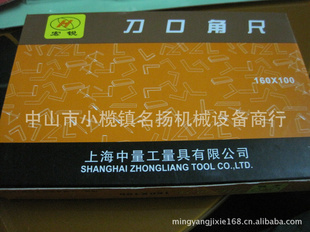 宏锐
刀口角尺
160X100
中山市小榄镇名扬机械设备商行
上海中量工量具有限公司
SHANGHAI ZHONGLIANG TOOL CO.,LTD.
mingyangjixie168.cn.alibaba.com